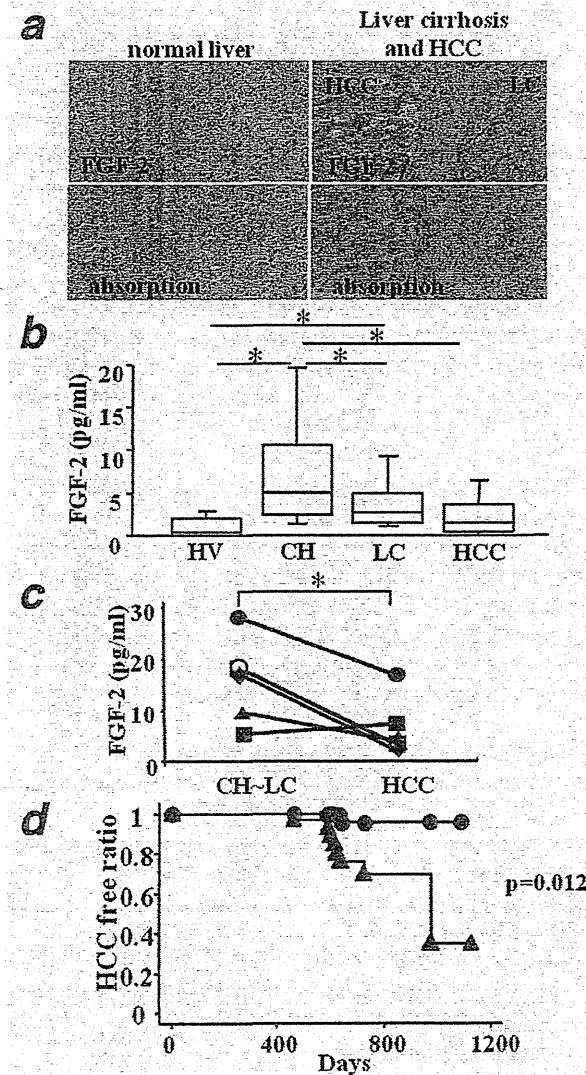 a
normal liver
Liver cirrhosis
and HCC
HCC
LC
FGF-2
FGF-2
absorption
absorption
b
*
* * *
FGF-2 (pg/ml)
20
15
10
5
0
HV CH LC HCC
c
*
FGF-2 (pg/ml)
30
20
10
0
CH~LC HCC
d
HCC free ratio
1
0.8
0.6
0.4
0.2
0
p=0.012
0 400 800 1200
Days